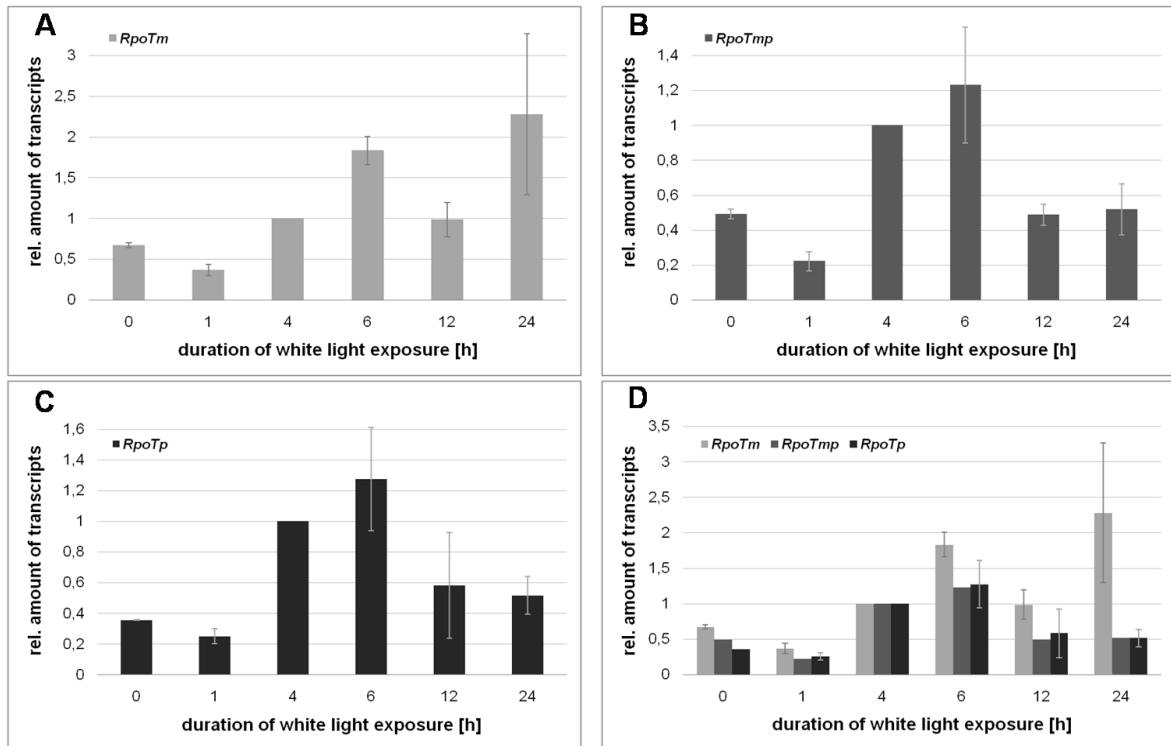 A
RpoTm
rel. amount of transcripts
3
2,5
2
1,5
1
0,5
0
0 1 4 6 12 24
duration of white light exposure [h]
B
RpoTmp
rel. amount of transcripts
1,4
1,2
1
0,8
0,6
0,4
0,2
0
0 1 4 6 12 24
duration of white light exposure [h]
C
RpoTp
rel. amount of transcripts
1,6
1,4
1,2
1
0,8
0,6
0,4
0,2
0
0 1 4 6 12 24
duration of white light exposure [h]
D
RpoTm RpoTmp RpoTp
rel. amount of transcripts
3,5
3
2,5
2
1,5
1
0,5
0
0 1 4 6 12 24
duration of white light exposure [h]